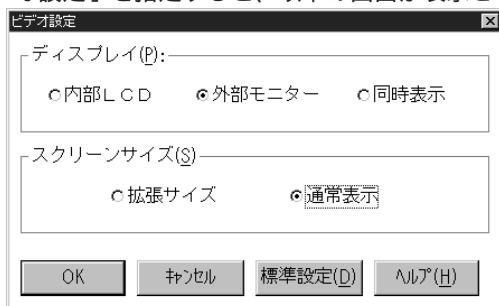 ビデオ設定
ディスプレイ(P):
内部ＬＣＤ 外部モニター 同時表示
スクリーンサイズ(S)
拡張サイズ 通常表示
OK ｷｬﾝｾﾙ 標準設定(D) ﾍﾙﾌﾟ(H)